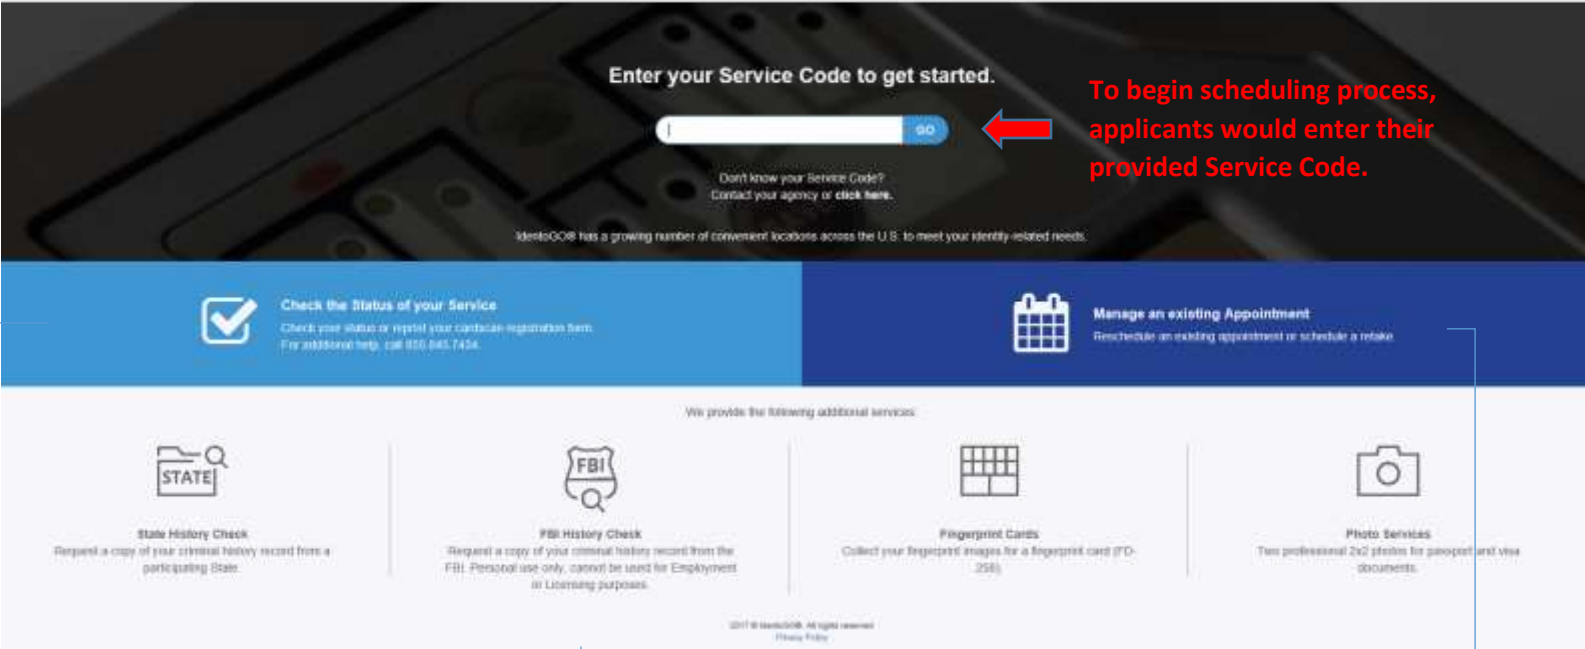 Enter your Service Code to get started.
GO
To begin scheduling process,
applicants would enter their
provided Service Code.
Don't know your Service Code?
Contact your agency or click here.
IdentoGO® has a growing number of convenient locations across the U.S. to meet your identity-related needs.
Check the Status of your Service
Check your status or reprint your cardscan registration form.
For additional help, call
Manage an existing Appointment
Reschedule an existing appointment or schedule a retake.
We provide the following additional services:
STATE
State History Check
Request a copy of your criminal history record from a
participating State.
FBI
FBI History Check
Request a copy of your criminal history record from the
FBI. Personal use only, cannot be used for Employment
or Licensing purposes.
Fingerprint Cards
Collect your fingerprint images for a fingerprint card (FD-
258).
Photo Services
Two professional 2x2 photos for passport and visa
documents.
2017 © IdentoGO®. All rights reserved
Privacy Policy